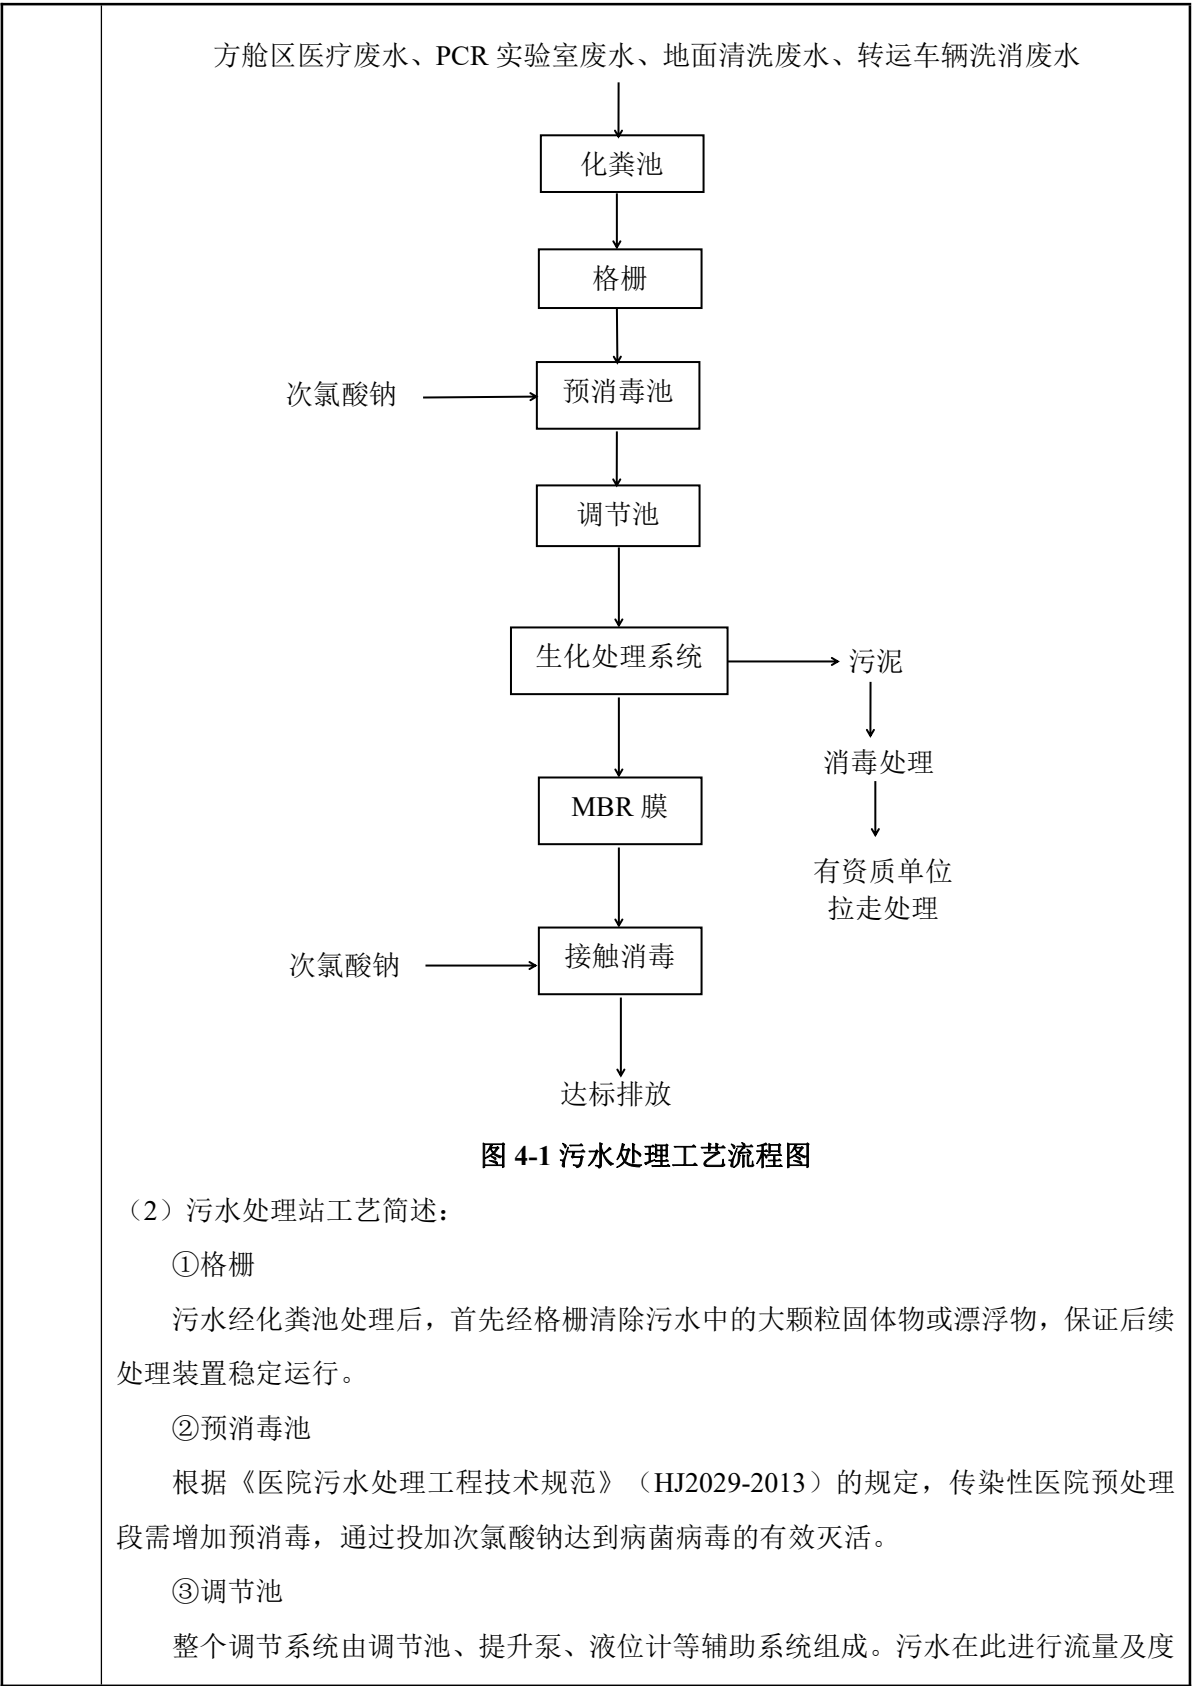 方舱区医疗废水、PCR 实验室废水、地面清洗废水、转运车辆洗消废水
化粪池
格栅
次氯酸钠
预消毒池
调节池
生化处理系统
污泥
消毒处理
MBR 膜
有资质单位
拉走处理
次氯酸钠
接触消毒
达标排放
图 4-1 污水处理工艺流程图
（2）污水处理站工艺简述：
①格栅
污水经化粪池处理后，首先经格栅清除污水中的大颗粒固体物或漂浮物，保证后续
处理装置稳定运行。
②预消毒池
根据《医院污水处理工程技术规范》（HJ2029-2013）的规定，传染性医院预处理
段需增加预消毒，通过投加次氯酸钠达到病菌病毒的有效灭活。
③调节池
整个调节系统由调节池、提升泵、液位计等辅助系统组成。污水在此进行流量及度